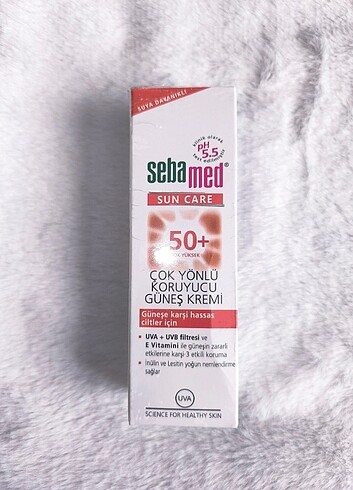 SUYA DAYANIKLI
klinik olarak
pH
5.5
test edilmiştir
sebamed®
SUN CARE
50+
ÇOK YÜKSEK
ÇOK YÖNLÜ
KORUYUCU
GÜNEŞ KREMİ
Güneşe karşi hassas
ciltler için
• UVA + UVB filtresi ve
E Vitamini ile güneşin zararlı
etkilerine karşi 3 etkili koruma
• İnülin ve Lesitin yoğun nemlendirme
sağlar
UVA
SCIENCE FOR HEALTHY SKIN